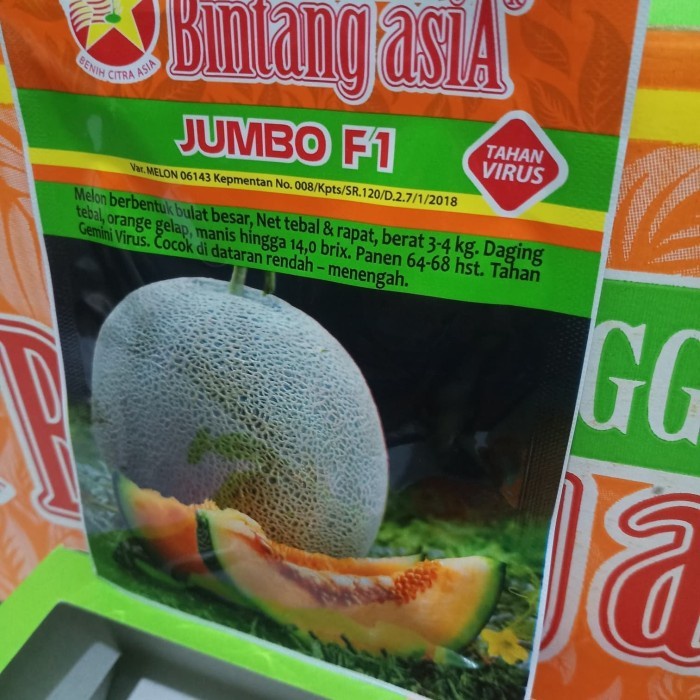 Bintang asiA
BENIH CITRA ASIA
JUMBO F1
TAHAN
VIRUS
Var. MELON 06143 Kepmentan No. 008/Kpts/SR.120/D.2.7/1/2018
Melon berbentuk bulat besar, Net tebal & rapat, berat 3-4 kg. Daging
tebal, orange gelap, manis hingga 14,0 brix. Panen 64-68 hst. Tahan
Gemini Virus. Cocok di dataran rendah – menengah.
GG
a